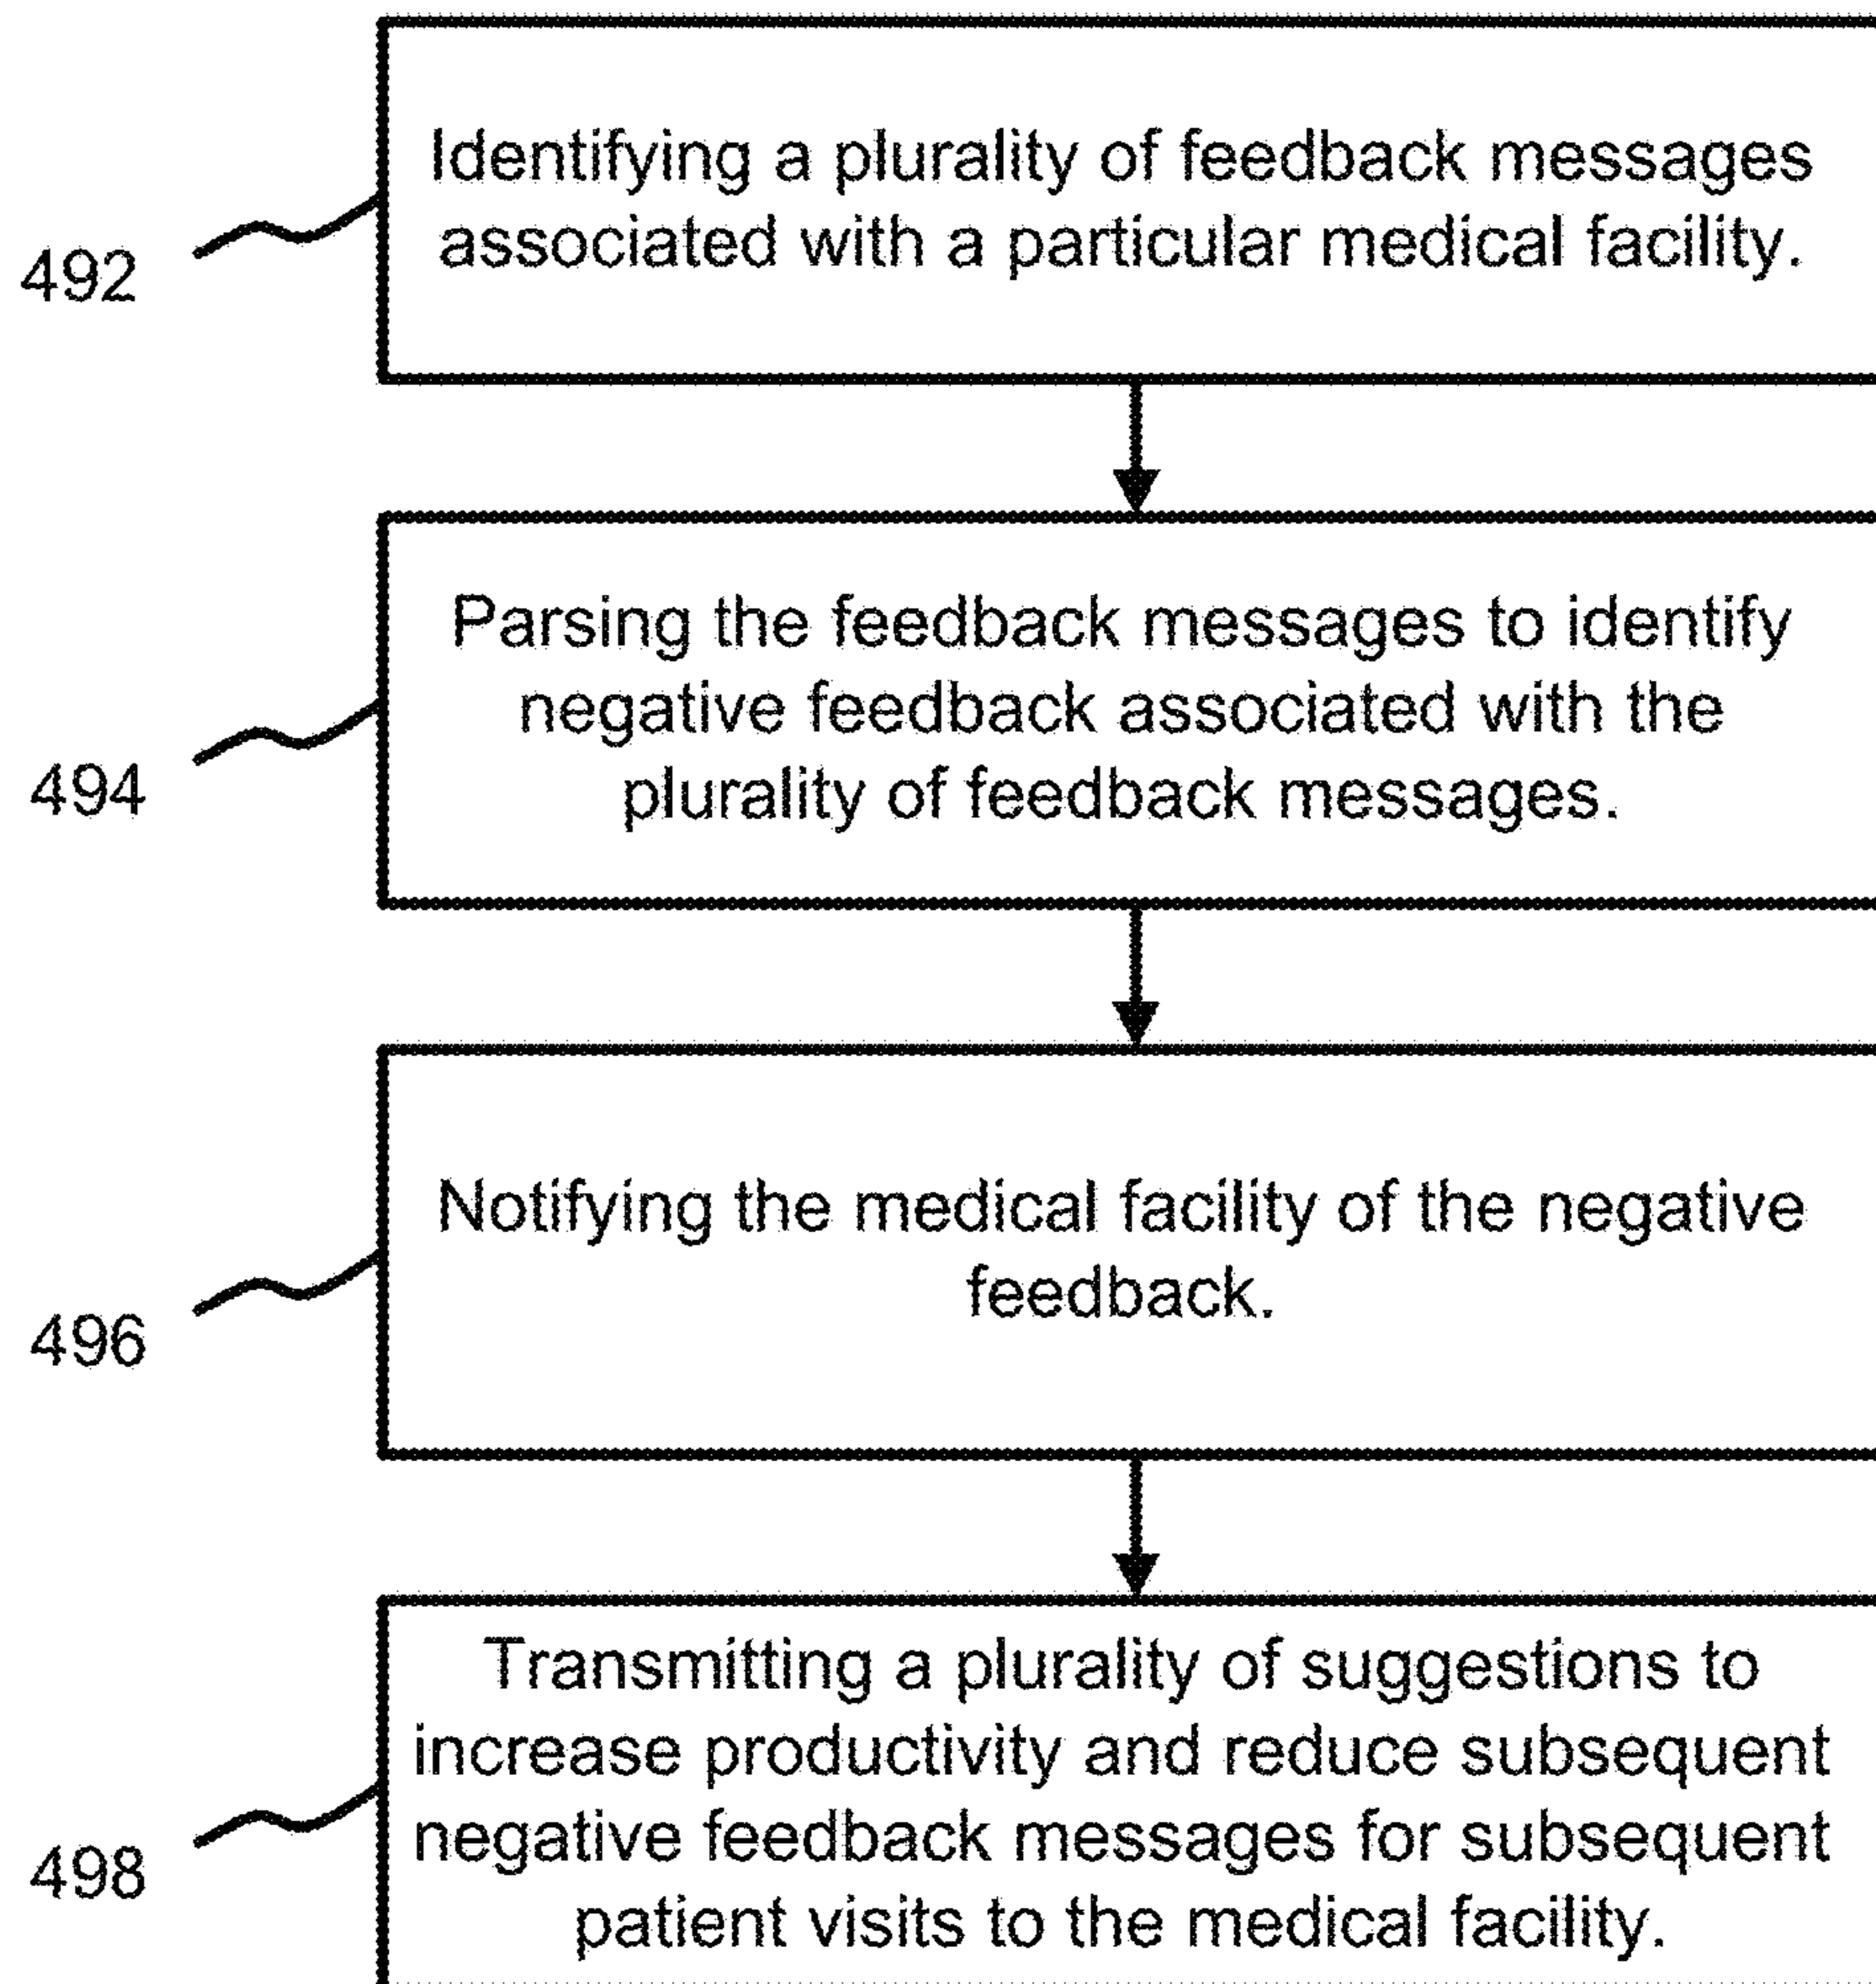 Identifying a plurality of feedback messages
associated with a particular medical facility.
492
Parsing the feedback messages to identify
negative feedback associated with the
plurality of feedback messages.
494
Notifying the medical facility of the negative
feedback.
496
Transmitting a plurality of suggestions to
increase productivity and reduce subsequent
negative feedback messages for subsequent
patient visits to the medical facility.
498